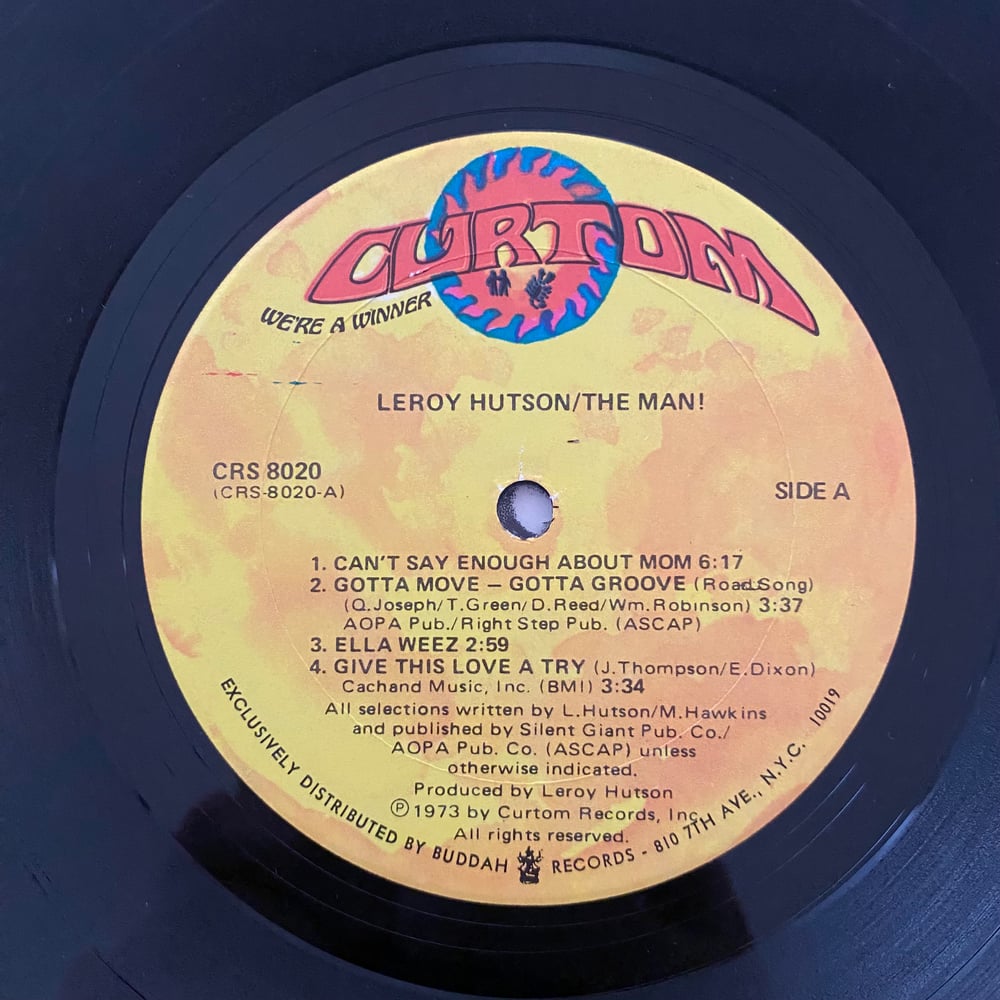 CURTOM
WE'RE A WINNER
LEROY HUTSON/THE MAN!
CRS 8020
(CRS-8020-A)
SIDE A
1. CAN'T SAY ENOUGH ABOUT MOM 6:17
2. GOTTA MOVE – GOTTA GROOVE (Road Song)
(Q.Joseph/T.Green/D.Reed/Wm.Robinson) 3:37
AOPA Pub./Right Step Pub. (ASCAP)
3. ELLA WEEZ 2:59
4. GIVE THIS LOVE A TRY (J.Thompson/E.Dixon)
Cachand Music, Inc. (BMI) 3:34
All selections written by L.Hutson/M.Hawkins
and published by Silent Giant Pub. Co./
AOPA Pub. Co. (ASCAP) unless
otherwise indicated.
Produced by Leroy Hutson
Ⓟ1973 by Curtom Records, Inc.
All rights reserved.
EXCLUSIVELY DISTRIBUTED BY BUDDAH RECORDS - 810 7TH AVE., N.Y.C. 10019